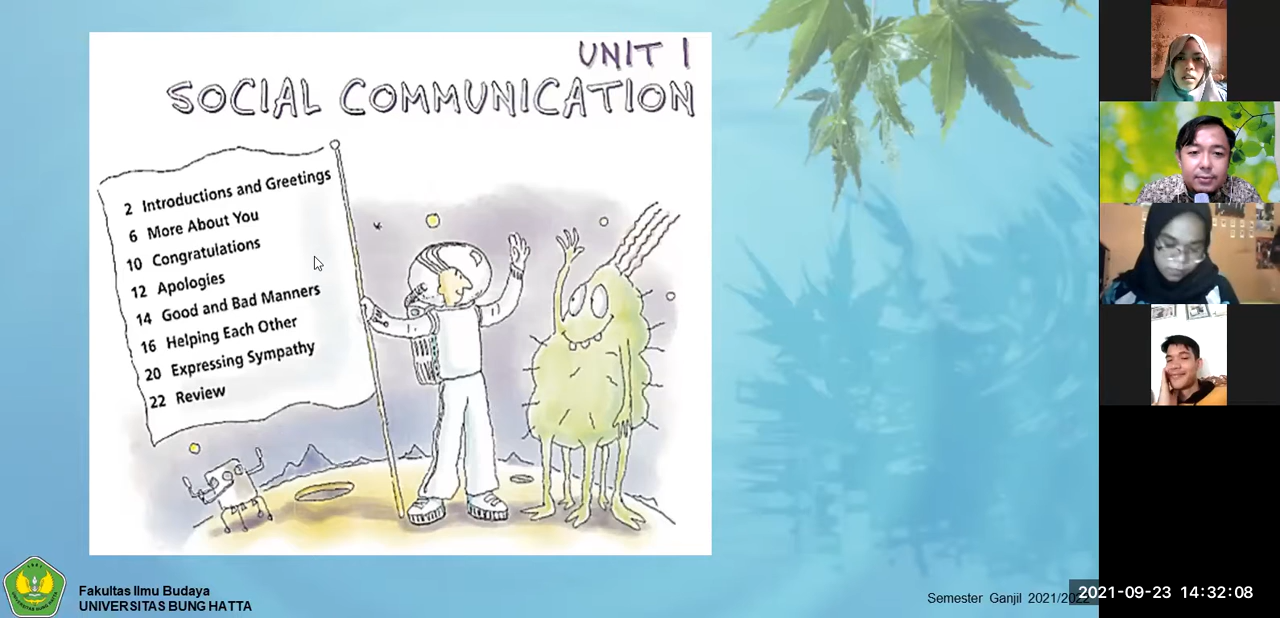 UNIT 1
SOCIAL COMMUNICATION
2 Introductions and Greetings
6 More About You
10 Congratulations
12 Apologies
14 Good and Bad Manners
16 Helping Each Other
20 Expressing Sympathy
22 Review
Fakultas Ilmu Budaya
UNIVERSITAS BUNG HATTA
Semester Ganjil 2021/2022
2021-09-23 14:32:08